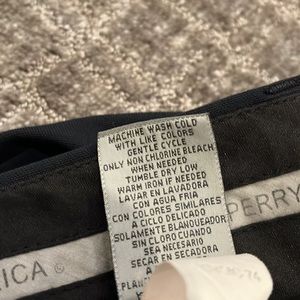 MACHINE WASH COLD
WITH LIKE COLORS
GENTLE CYCLE
ONLY NON CHLORINE BLEACH
WHEN NEEDED
TUMBLE DRY LOW
WARM IRON IF NEEDED
LAVAR EN LAVADORA
CON AGUA FRIA
CON COLORES SIMILARES
A CICLO DELICADO
SOLAMENTE BLANQUEADOR
SIN CLORO CUANDO
SEA NECESARIO
SECAR EN SECADORA
RICA®
PERRY